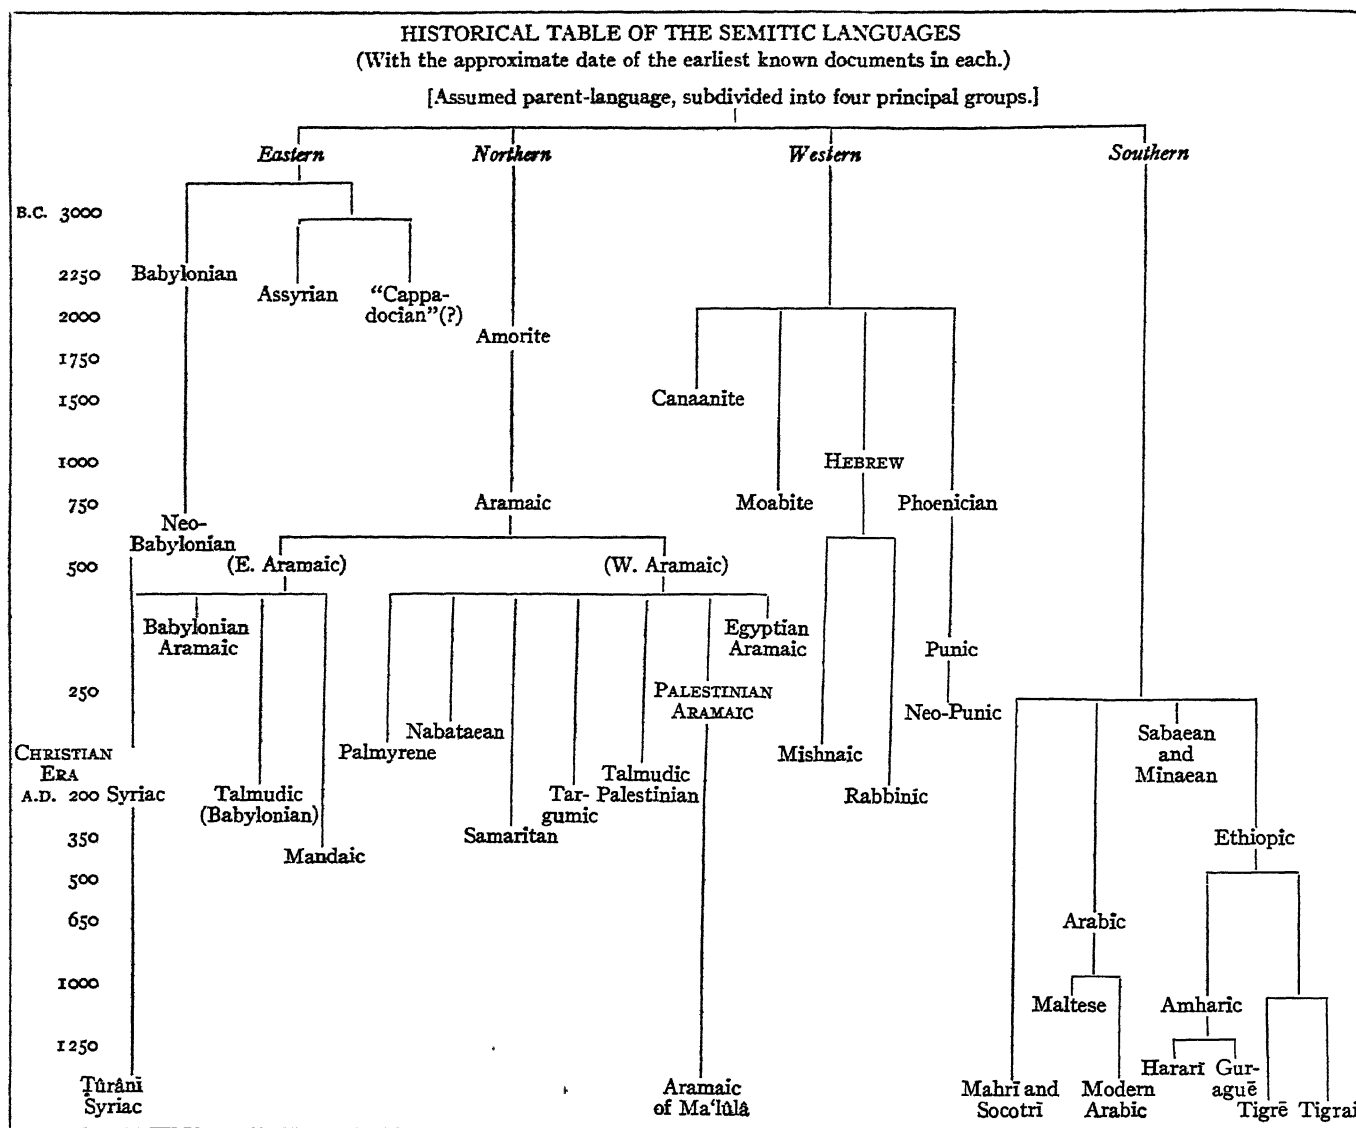 HISTORICAL TABLE OF THE SEMITIC LANGUAGES
(With the approximate date of the earliest known documents in each.)
[Assumed parent-language, subdivided into four principal groups.]
Eastern Northern Western Southern
B.C. 3000
2250 Babylonian
Assyrian "Cappa-
docian"(?)
2000
Amorite
1750
Canaanite
1500
1000 HEBREW
750 Aramaic Moabite Phoenician
Neo-
Babylonian
500 (E. Aramaic) (W. Aramaic)
Babylonian
Aramaic
Egyptian
Aramaic
Punic
250 PALESTINIAN
ARAMAIC
Neo-Punic
Nabataean
Palmyrene
Mishnaic
Sabaean
and
Minaean
CHRISTIAN
ERA
A.D. 200 Syriac
Talmudic
(Babylonian)
Tar-
gumic
Talmudic
Palestinian
Rabbinic
350 Samaritan Ethiopic
Mandaic
500
650 Arabic
1000
Maltese Amharic
1250
Hararī Gur-
aguē
Ṭûrânî
Syriac
Aramaic
of Ma‘lûlâ
Mahrī and
Socotrī
Modern
Arabic
Tigrē Tigrai